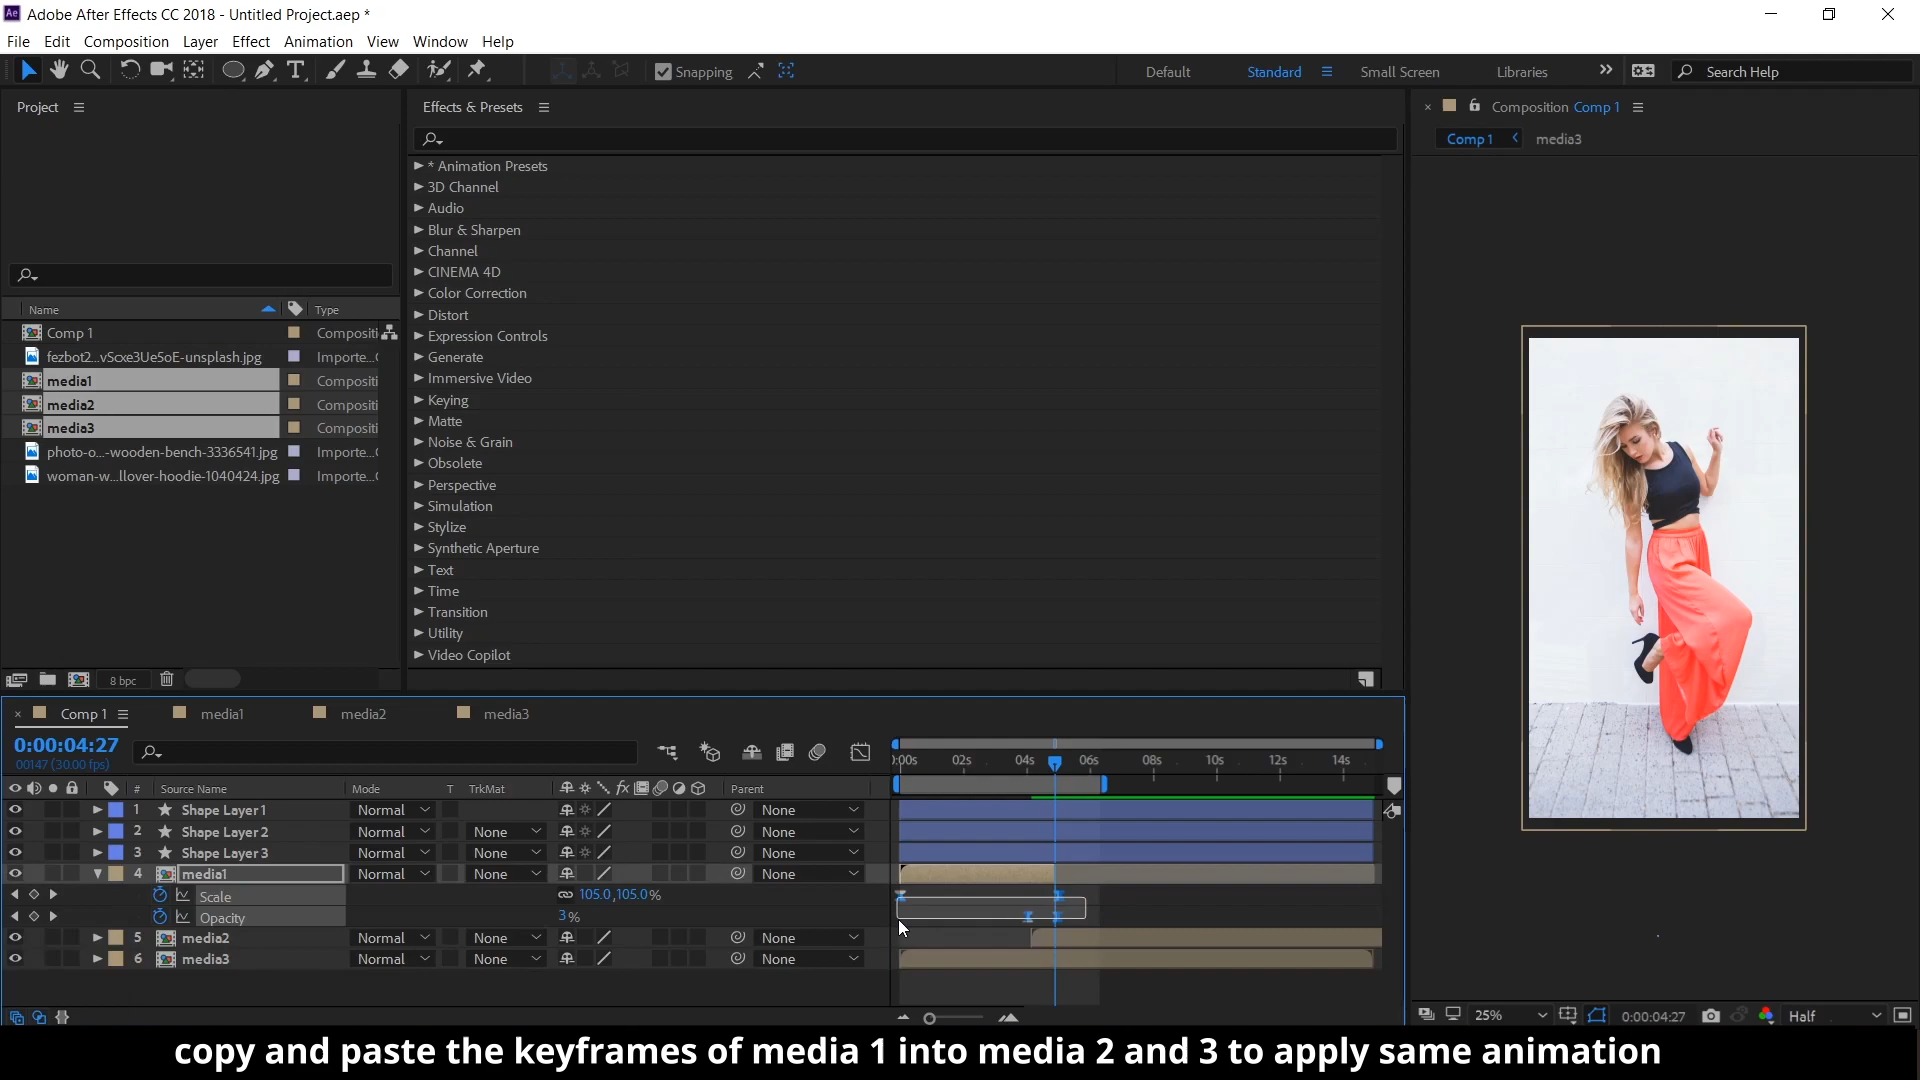 Ae Adobe After Effects CC 2018 - Untitled Project.aep *
File Edit Composition Layer Effect Animation View Window Help
Snapping Default Standard Small Screen Libraries Search Help
Project
Name Type
Comp 1 Compositi
fezbot2...vScxe3Ue5oE-unsplash.jpg Importe...(
media1 Compositi
media2 Compositi
media3 Compositi
photo-o...-wooden-bench-3336541.jpg Importe...(
woman-w...llover-hoodie-1040424.jpg Importe...(
8 bpc
Effects & Presets
* Animation Presets
3D Channel
Audio
Blur & Sharpen
Channel
CINEMA 4D
Color Correction
Distort
Expression Controls
Generate
Immersive Video
Keying
Matte
Noise & Grain
Obsolete
Perspective
Simulation
Stylize
Synthetic Aperture
Text
Time
Transition
Utility
Video Copilot
Composition Comp 1
Comp 1 media3
Comp 1 media1 media2 media3
0:00:04:27
00147 (30.00 fps)
):00s 02s 04s 06s 08s 10s 12s 14s
# Source Name Mode T TrkMat fx Parent
1 Shape Layer 1 Normal None
2 Shape Layer 2 Normal None None
3 Shape Layer 3 Normal None None
4 media1 Normal None None
Scale 105.0,105.0%
Opacity 3%
5 media2 Normal None None
6 media3 Normal None None
25% 0:00:04:27 Half
copy and paste the keyframes of media 1 into media 2 and 3 to apply same animation